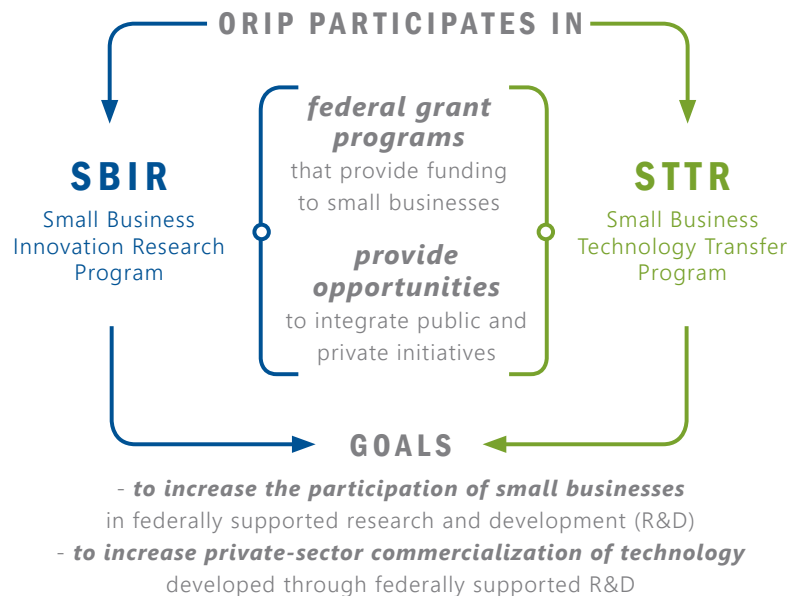 ORIP PARTICIPATES IN
SBIR
Small Business
Innovation Research
Program
federal grant
programs
that provide funding
to small businesses
provide
opportunities
to integrate public and
private initiatives
STTR
Small Business
Technology Transfer
Program
GOALS
- to increase the participation of small businesses
in federally supported research and development (R&D)
- to increase private-sector commercialization of technology
developed through federally supported R&D